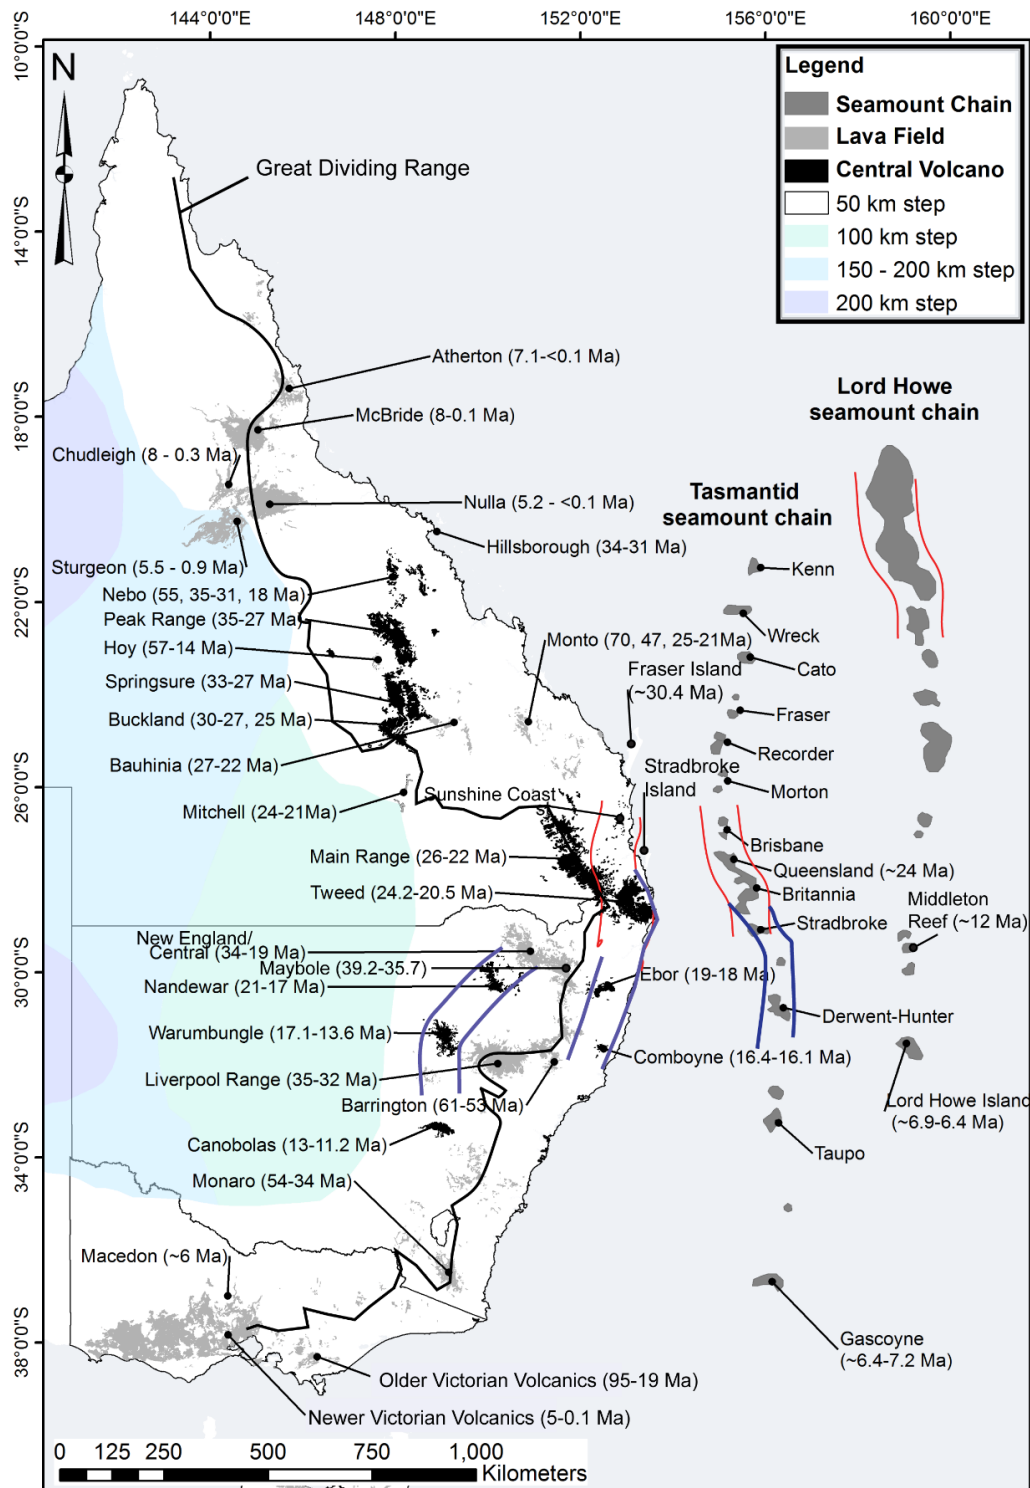 144°0'0"E
148°0'0"E
152°0'0"E
156°0'0"E
160°0'0"E
10°0'0"S
14°0'0"S
18°0'0"S
22°0'0"S
26°0'0"S
30°0'0"S
34°0'0"S
38°0'0"S
N
Legend
Seamount Chain
Lava Field
Central Volcano
50 km step
100 km step
150 - 200 km step
200 km step
Great Dividing Range
Atherton (7.1-<0.1 Ma)
McBride (8-0.1 Ma)
Chudleigh (8 - 0.3 Ma)
Nulla (5.2 - <0.1 Ma)
Hillsborough (34-31 Ma)
Sturgeon (5.5 - 0.9 Ma)
Nebo (55, 35-31, 18 Ma)
Peak Range (35-27 Ma)
Hoy (57-14 Ma)
Springsure (33-27 Ma)
Buckland (30-27, 25 Ma)
Bauhinia (27-22 Ma)
Mitchell (24-21Ma)
Monto (70, 47, 25-21Ma)
Fraser Island
(~30.4 Ma)
Stradbroke
Island
Sunshine Coast
Main Range (26-22 Ma)
Tweed (24.2-20.5 Ma)
New England/
Central (34-19 Ma)
Maybole (39.2-35.7)
Nandewar (21-17 Ma)
Ebor (19-18 Ma)
Warumbungle (17.1-13.6 Ma)
Comboyne (16.4-16.1 Ma)
Liverpool Range (35-32 Ma)
Barrington (61-53 Ma)
Canobolas (13-11.2 Ma)
Monaro (54-34 Ma)
Macedon (~6 Ma)
Older Victorian Volcanics (95-19 Ma)
Newer Victorian Volcanics (5-0.1 Ma)
Lord Howe
seamount chain
Tasmantid
seamount chain
Kenn
Wreck
Cato
Fraser
Recorder
Morton
Brisbane
Queensland (~24 Ma)
Britannia
Stradbroke
Middleton
Reef (~12 Ma)
Derwent-Hunter
Lord Howe Island
(~6.9-6.4 Ma)
Taupo
Gascoyne
(~6.4-7.2 Ma)
0 125 250 500 750 1,000
Kilometers